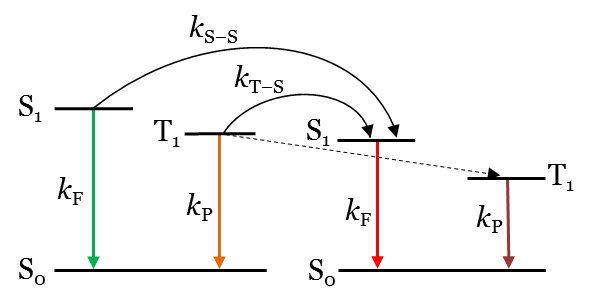 k_S–S
k_T–S
S₁
T₁
S₁
T₁
k_F
k_P
k_F
k_P
S₀
S₀